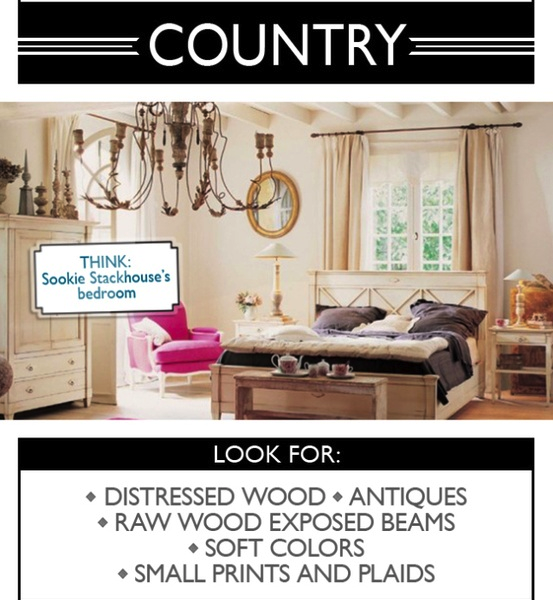 COUNTRY
THINK:
Sookie Stackhouse's
bedroom
LOOK FOR:
◆ DISTRESSED WOOD ◆ ANTIQUES
◆ RAW WOOD EXPOSED BEAMS
◆ SOFT COLORS
◆ SMALL PRINTS AND PLAIDS